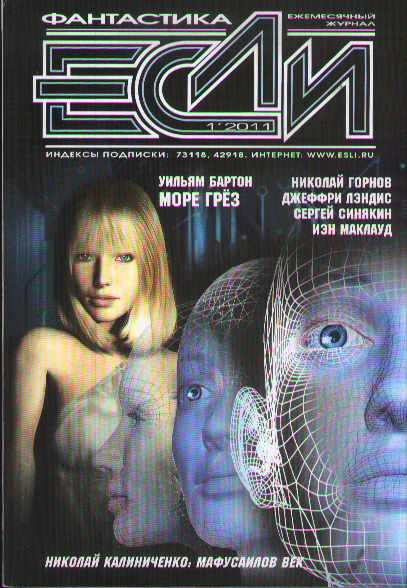 ФАНТАСТИКА
ЕЖЕМЕСЯЧНЫЙ
ЖУРНАЛ
ЕСЛИ
1'2011
ИНДЕКСЫ ПОДПИСКИ: 73118, 42918. ИНТЕРНЕТ: WWW.ESLI.RU
УИЛЬЯМ БАРТОН
МОРЕ ГРЁЗ
НИКОЛАЙ ГОРНОВ
ДЖЕФФРИ ЛЭНДИС
СЕРГЕЙ СИНЯКИН
ИЭН МАКЛАУД
НИКОЛАЙ КАЛИНИЧЕНКО: МАФУСАИЛОВ ВЕК